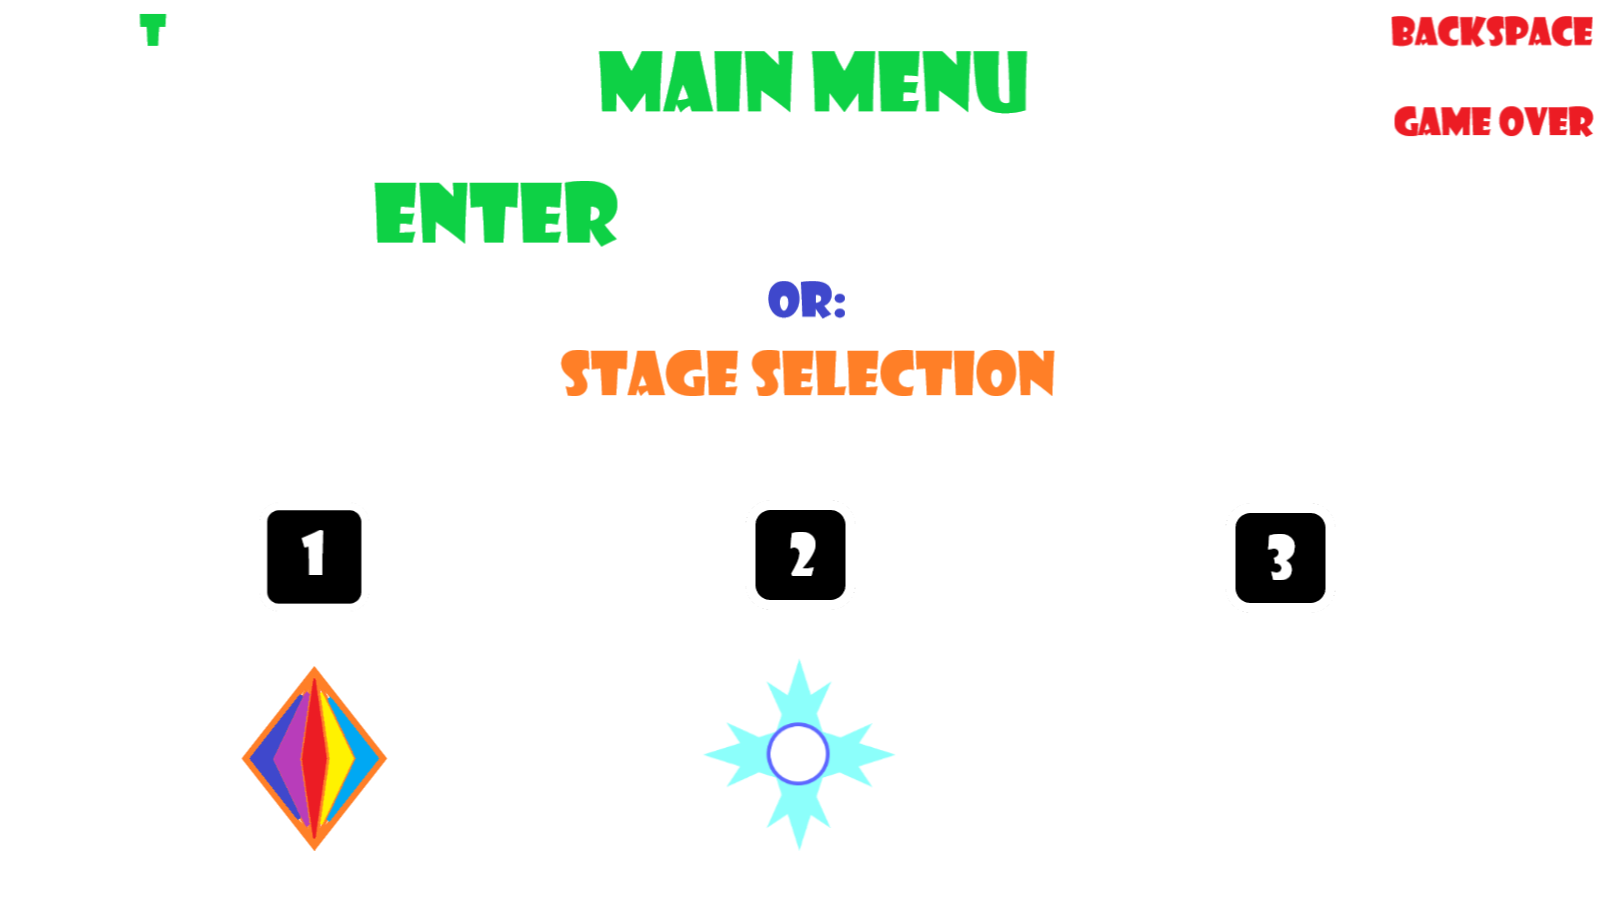 T
BACKSPACE
MAIN MENU
GAME OVER
ENTER
OR:
STAGE SELECTION
1
2
3